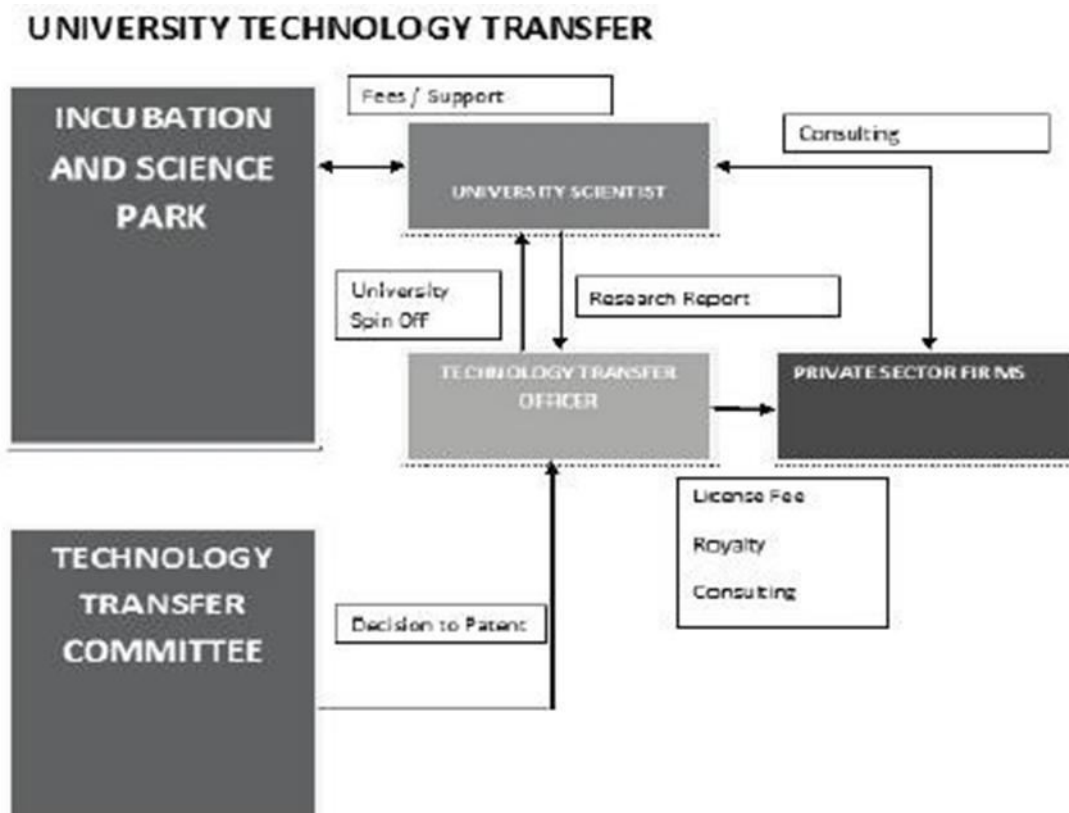 UNIVERSITY TECHNOLOGY TRANSFER
INCUBATION
AND SCIENCE
PARK
Fees / Support
UNIVERSITY SCIENTIST
Consulting
University
Spin Off
Research Report
TECHNOLOGY TRANSFER
OFFICER
PRIVATE SECTOR FIRMS
License Fee
Royalty
Consulting
TECHNOLOGY
TRANSFER
COMMITTEE
Decision to Patent